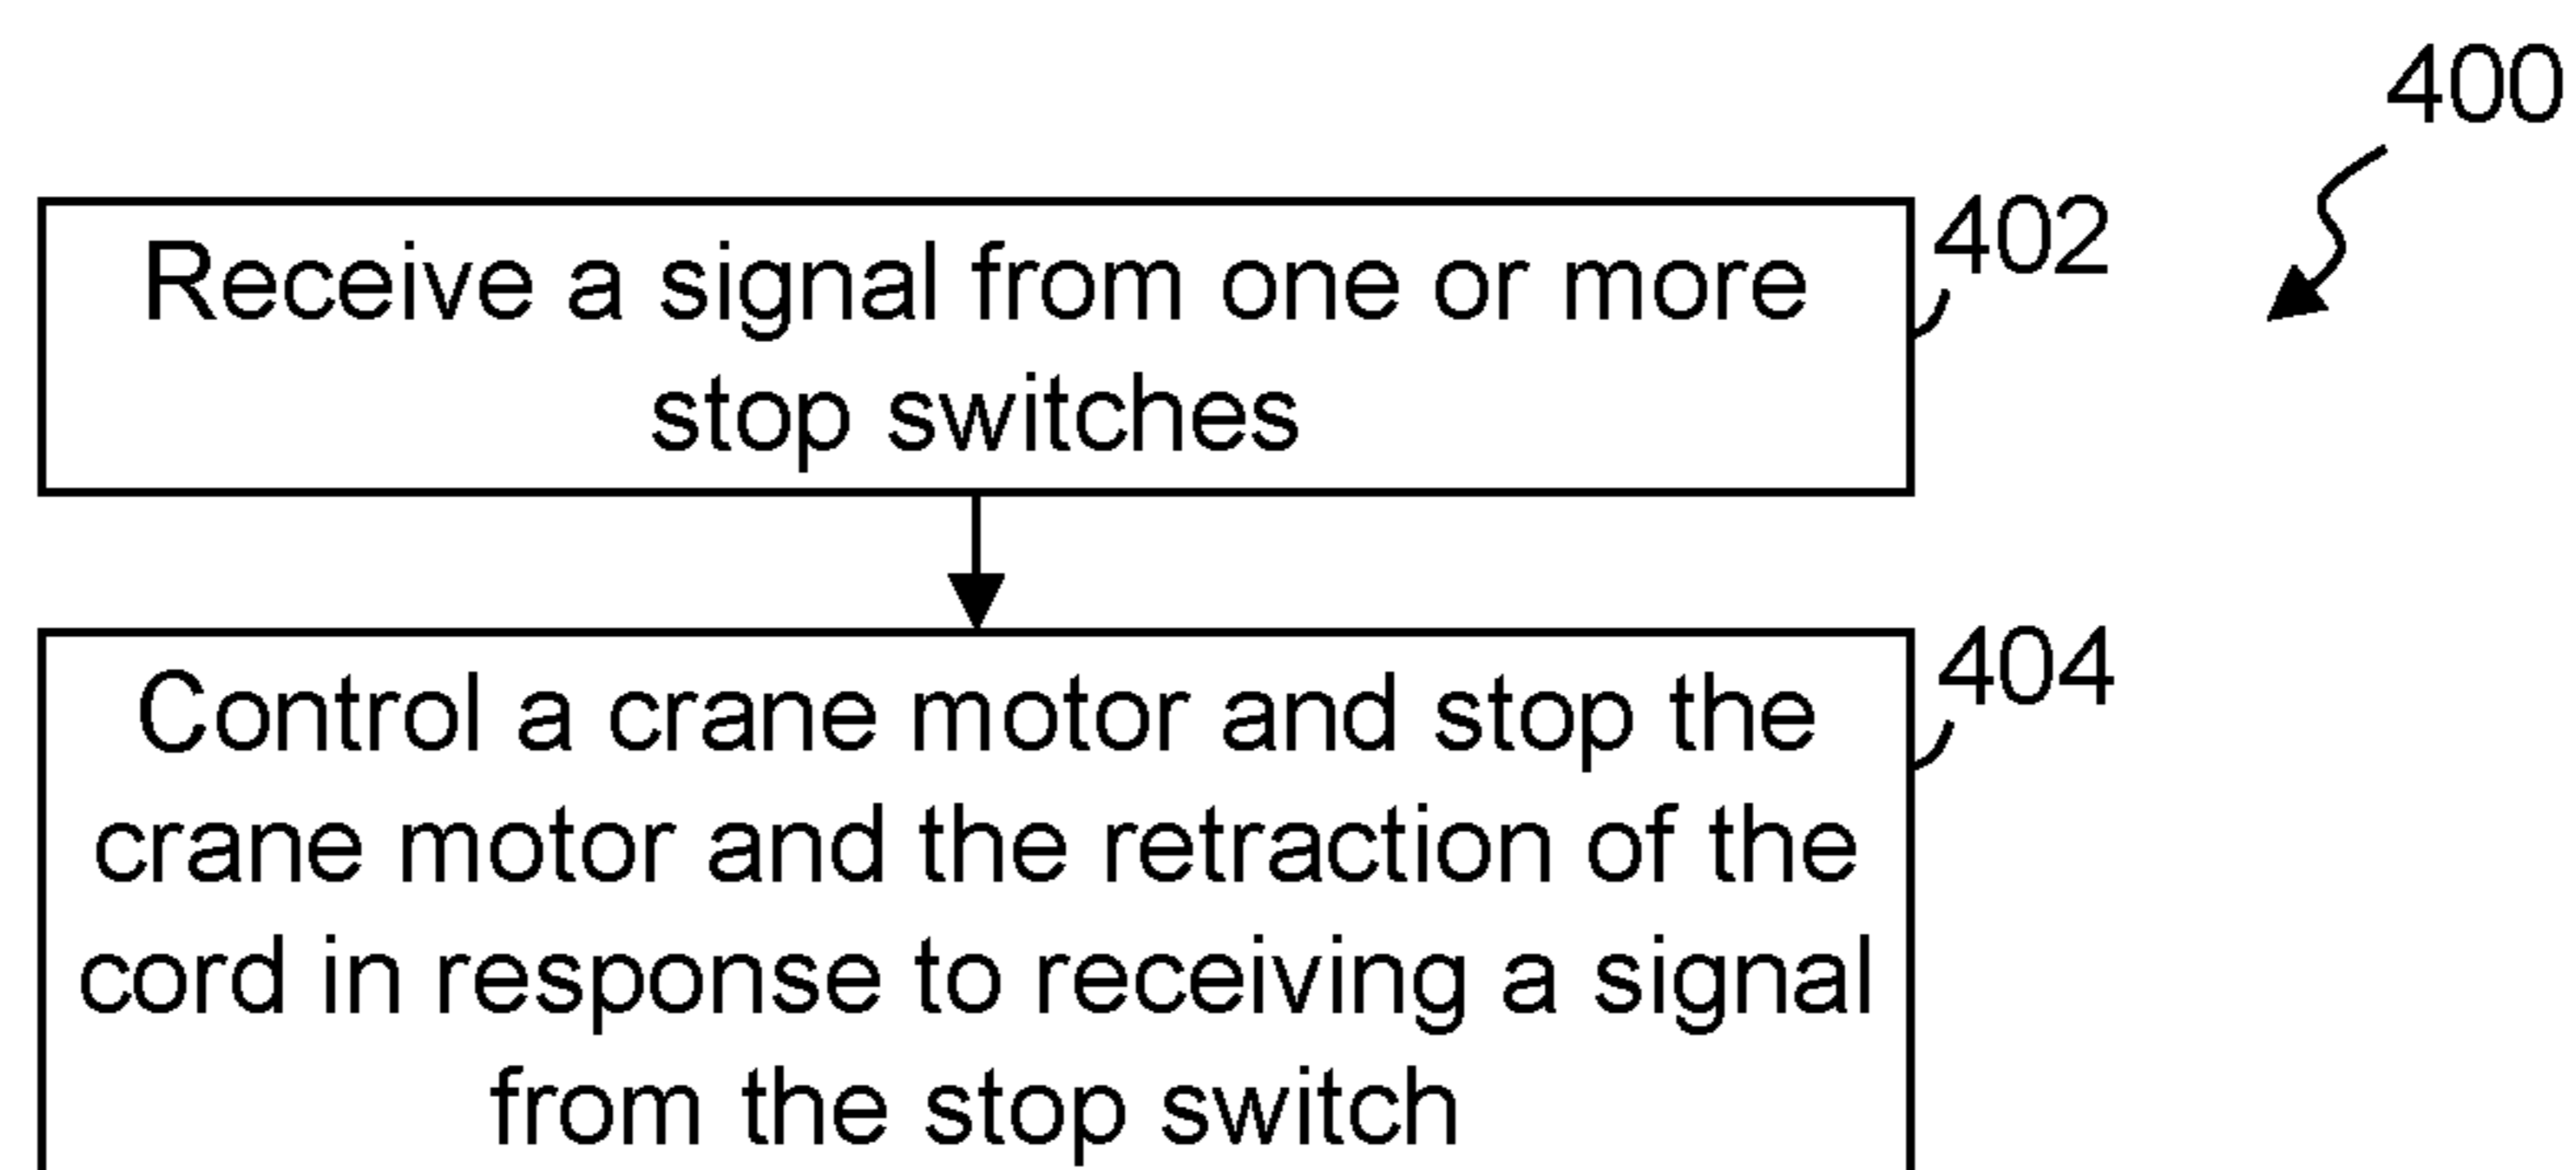 400
402
Receive a signal from one or more
stop switches
404
Control a crane motor and stop the
crane motor and the retraction of the
cord in response to receiving a signal
from the stop switch